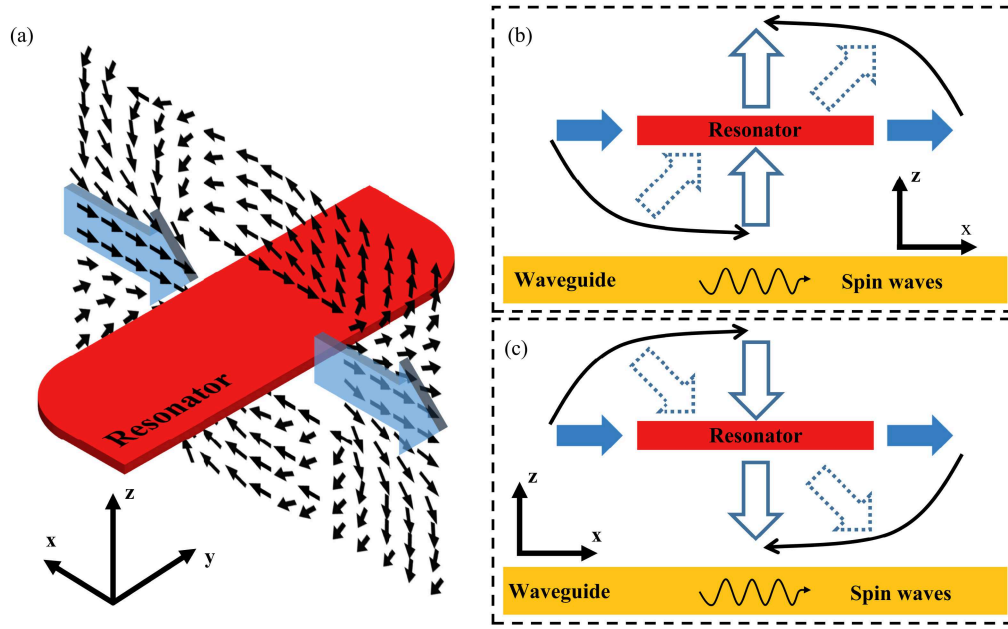 (a)
Resonator
z
x
y
(b)
Resonator
z
x
Waveguide
Spin waves
(c)
Resonator
z
x
Waveguide
Spin waves